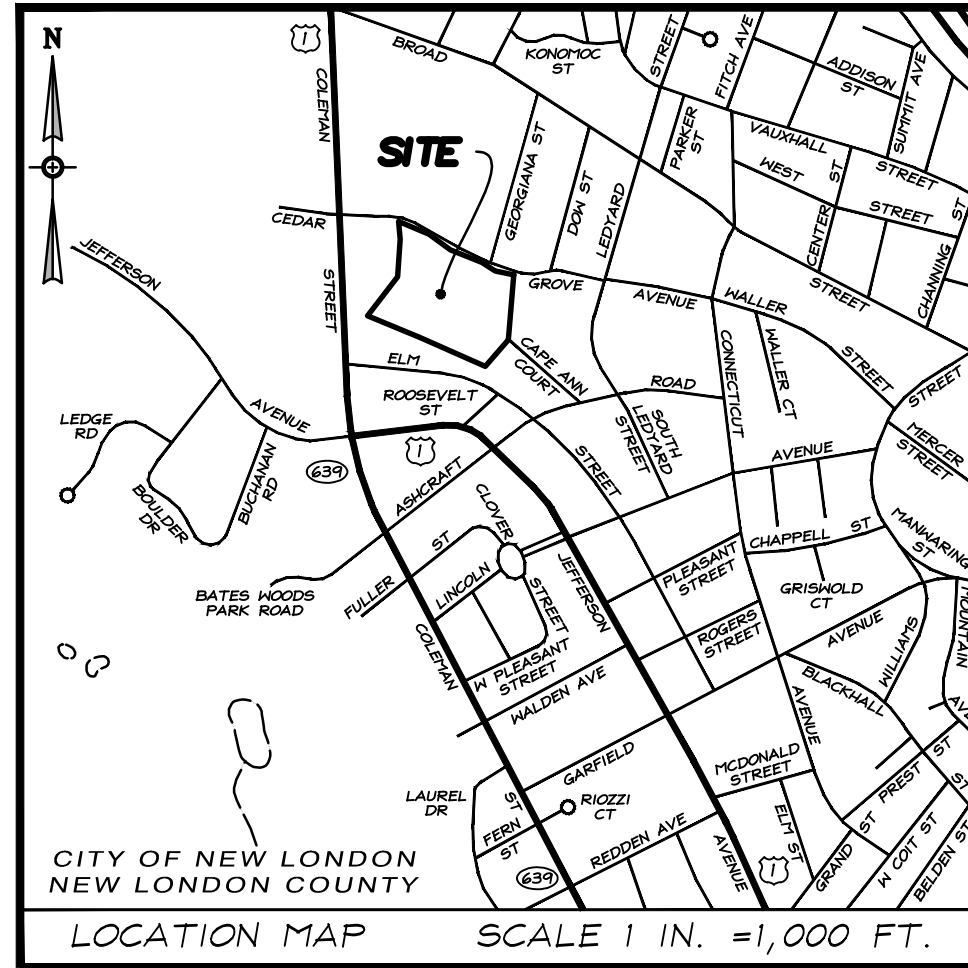 N
1
BROAD
KONOMOC
ST
STREET
FITCH AVE
ADDISON
ST
SUMMIT AVE
COLEMAN
STREET
SITE
GEORGIANA ST
DOW ST
LEDYARD
PARKER
ST
VAUXHALL
STREET
WEST
STREET
CENTER ST
ST
CHANNING
CEDAR
JEFFERSON
AVENUE
GROVE
AVENUE
WALLER
STREET
STREET
STREET
ELM
STREET
CAPE ANN
COURT
ROOSEVELT
ST
ROAD
CONNECTICUT
WALLER CT
SOUTH
LEDYARD
STREET
MERCER
STREET
LEDGE
RD
BOULDER
DR
BUCHANAN
RD
639
1
ASHCRAFT
AVENUE
CLOVER
STREET
FULLER
ST
LINCOLN
JEFFERSON
AVENUE
CHAPPELL ST
MANWARING
ST
PLEASANT
STREET
GRISWOLD
CT
BATES WOODS
PARK ROAD
ROGERS
STREET
AVENUE
WILLIAMS
MOUNTAIN
AVE
COLEMAN
ST
W PLEASANT
STREET
WALDEN AVE
BLACKHALL
ST
AVENUE
GARFIELD
MCDONALD
STREET
PREST ST
LAUREL
DR
RIOZZI
CT
FERN
ST
REDDEN AVE
ELM ST
GRAND ST
W COIT ST
BELDEN ST
639
1
CITY OF NEW LONDON
NEW LONDON COUNTY
LOCATION MAP SCALE 1 IN. =1,000 FT.